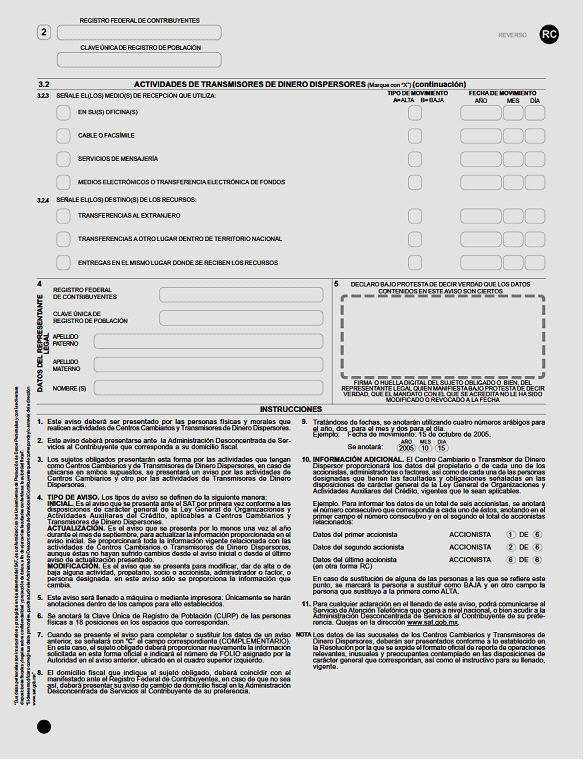 REGISTRO FEDERAL DE CONTRIBUYENTES
2
REVERSO
RC
CLAVE ÚNICA DE REGISTRO DE POBLACIÓN
3.2 ACTIVIDADES DE TRANSMISORES DE DINERO DISPERSORES (Marque con "X") (continuación)
3.2.3 SEÑALE EL(LOS) MEDIO(S) DE RECEPCIÓN QUE UTILIZA:
TIPO DE MOVIMIENTO
A=ALTA B= BAJA
FECHA DE MOVIMIENTO
AÑO MES DÍA
EN SU(S) OFICINA(S)
CABLE O FACSÍMILE
SERVICIOS DE MENSAJERÍA
MEDIOS ELECTRÓNICOS O TRANSFERENCIA ELECTRÓNICA DE FONDOS
3.2.4 SEÑALE EL(LOS) DESTINO(S) DE LOS RECURSOS:
TRANSFERENCIAS AL EXTRANJERO
TRANSFERENCIAS A OTRO LUGAR DENTRO DE TERRITORIO NACIONAL
ENTREGAS EN EL MISMO LUGAR DONDE SE RECIBEN LOS RECURSOS
4
DATOS DEL REPRESENTANTE
LEGAL
REGISTRO FEDERAL
DE CONTRIBUYENTES
CLAVE ÚNICA DE
REGISTRO DE POBLACIÓN
APELLIDO
PATERNO
APELLIDO
MATERNO
NOMBRE (S)
5 DECLARO BAJO PROTESTA DE DECIR VERDAD QUE LOS DATOS
CONTENIDOS EN ESTE AVISO SON CIERTOS
FIRMA O HUELLA DIGITAL DEL SUJETO OBLIGADO O BIEN, DEL
REPRESENTANTE LEGAL QUIEN MANIFIESTA BAJO PROTESTA DE DECIR
VERDAD, QUE EL MANDATO CON EL QUE SE ACREDITA NO LE HA SIDO
MODIFICADO O REVOCADO A LA FECHA
INSTRUCCIONES
1. Este aviso deberá ser presentado por las personas físicas y morales que
realicen actividades de Centros Cambiarios y Transmisores de Dinero Dispersores.
2. Este aviso deberá presentarse ante la Administración Desconcentrada de Ser-
vicios al Contribuyente que corresponda a su domicilio fiscal.
3. Los sujetos obligados presentarán esta forma por las actividades que tengan
como Centros Cambiarios y de Transmisores de Dinero Dispersores, en caso de
ubicarse en ambos supuestos, se presentará un aviso por las actividades de
Centros Cambiarios y otro por las actividades de Transmisores de Dinero
Dispersores.
4. TIPO DE AVISO. Los tipos de aviso se definen de la siguiente manera:
INICIAL. Es el aviso que se presenta ante el SAT por primera vez conforme a las
disposiciones de carácter general de la Ley General de Organizaciones y
Actividades Auxiliares del Crédito, aplicables a Centros Cambiarios y
Transmisores de Dinero Dispersores.
ACTUALIZACIÓN. Es el aviso que se presenta por lo menos una vez al año
durante el mes de septiembre, para actualizar la información proporcionada en el
aviso inicial. Se proporcionará toda la información vigente relacionada con las
actividades de Centros Cambiarios o Transmisores de Dinero Dispersores,
aunque éstas no hayan sufrido cambios desde el aviso inicial o desde el último
aviso de actualización presentado.
MODIFICACIÓN. Es el aviso que se presenta para modificar, dar de alta o de
baja alguna actividad, propietario, socio o accionista, administrador o factor, o
persona designada. en este aviso sólo se proporciona la información que
cambia.
5. Este aviso será llenado a máquina o mediante impresora. Únicamente se harán
anotaciones dentro de los campos para ello establecidos.
6. Se anotará la Clave Única de Registro de Población (CURP) de las personas
físicas a 18 posiciones en los espacios que correspondan.
7. Cuando se presente el aviso para completar o sustituir los datos de un aviso
anterior, se señalará con "C" el campo correspondiente (COMPLEMENTARIO).
En este caso, el sujeto obligado deberá proporcionar nuevamente la información
solicitada en esta forma oficial e indicará el número de FOLIO asignado por la
Autoridad en el aviso anterior, ubicado en el cuadro superior izquierdo.
8. El domicilio fiscal que indique el sujeto obligado, deberá coincidir con el
manifestado ante el Registro Federal de Contribuyentes, en caso de que no sea
así, deberá presentar su aviso de cambio de domicilio fiscal en la Administración
Desconcentrada de Servicios al Contribuyente de su preferencia.
9. Tratándose de fechas, se anotarán utilizando cuatro números arábigos para
el año, dos para el mes y dos para el día.
Ejemplo: Fecha de movimiento: 15 de octubre de 2005.
AÑO MES DÍA
Se anotará: 2005 10 15
10. INFORMACIÓN ADICIONAL. El Centro Cambiario o Transmisor de Dinero
Dispersor proporcionará los datos del propietario o de cada uno de los
accionistas, administradores o factores, así como de cada una de las personas
designadas que tienen las facultades y obligaciones señaladas en las
disposiciones de carácter general de la Ley General de Organizaciones y
Actividades Auxiliares del Crédito, vigentes que le sean aplicables.
Ejemplo. Para informar los datos de un total de seis accionistas, se anotará el
número consecutivo que corresponda a cada uno de éstos, anotando en el
primer campo el número consecutivo y en el segundo el total de accionistas
relacionados:
Datos del primer accionista ACCIONISTA 1 DE 6
Datos del segundo accionista ACCIONISTA 2 DE 6
Datos del último accionista ACCIONISTA 6 DE 6
(en otra forma RC)
En caso de sustitución de alguna de las personas a las que se refiere este
punto, se marcará la persona a sustituir como BAJA y en otro campo la
persona que sustituye a la primera como ALTA.
11. Para cualquier aclaración en el llenado de este aviso, podrá comunicarse al
Servicio de Atención Telefónica que opera a nivel nacional, o bien acudir a la
Administración Desconcentrada de Servicios al Contribuyente de su prefe-
rencia. Quejas en la dirección www.sat.gob.mx.
NOTA Los datos de las sucursales de los Centros Cambiarios y Transmisores de
Dinero Dispersores, deberán ser presentados conforme a lo establecido en
la Resolución por la que se expide el formato oficial de reporte de operaciones
relevantes, inusuales y preocupantes contemplado en las disposiciones de
carácter general que correspondan, así como el instructivo para su llenado,
vigente.